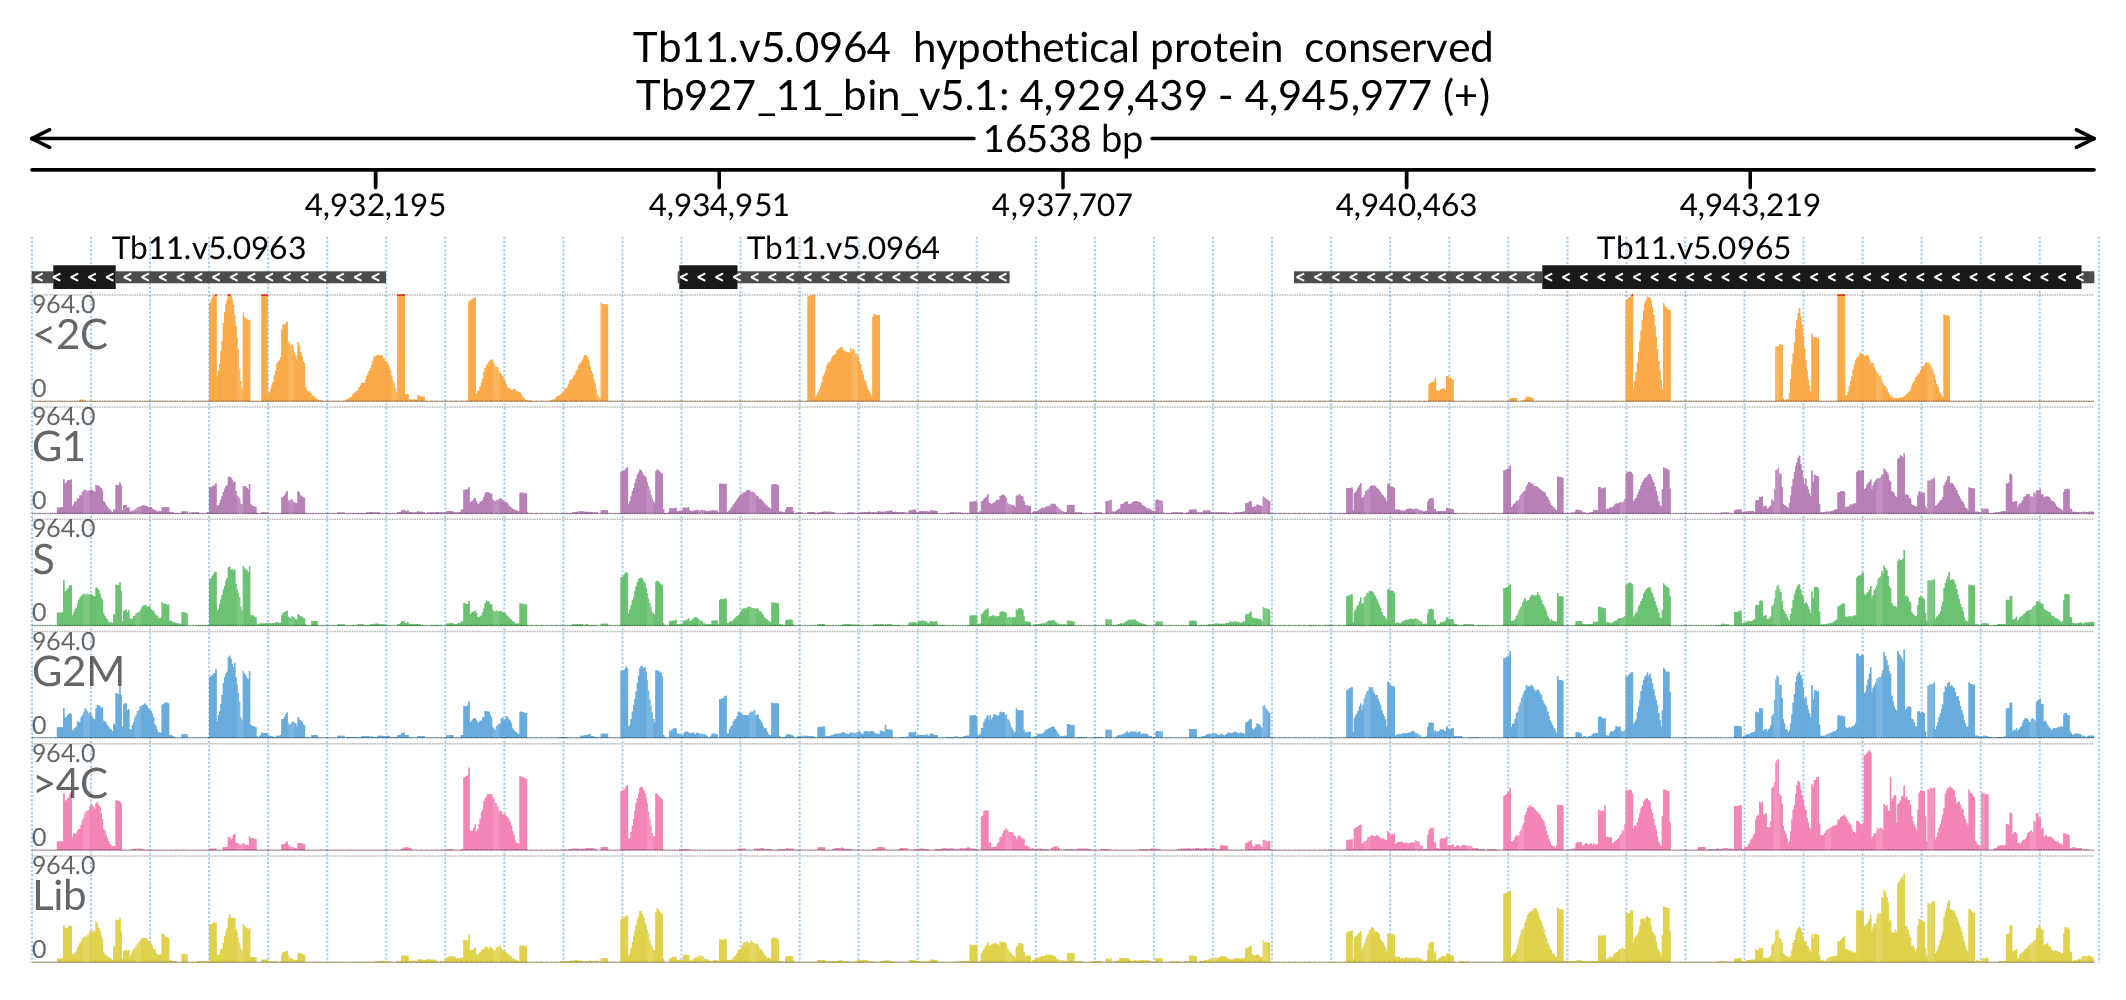 Tb11.v5.0964 hypothetical protein conserved
Tb927_11_bin_v5.1: 4,929,439 - 4,945,977 (+)
16538 bp
4,932,195 4,934,951 4,937,707 4,940,463 4,943,219
Tb11.v5.0963 Tb11.v5.0964 Tb11.v5.0965
964.0
<2C
0
964.0
G1
0
964.0
S
0
964.0
G2M
0
964.0
>4C
0
964.0
Lib
0